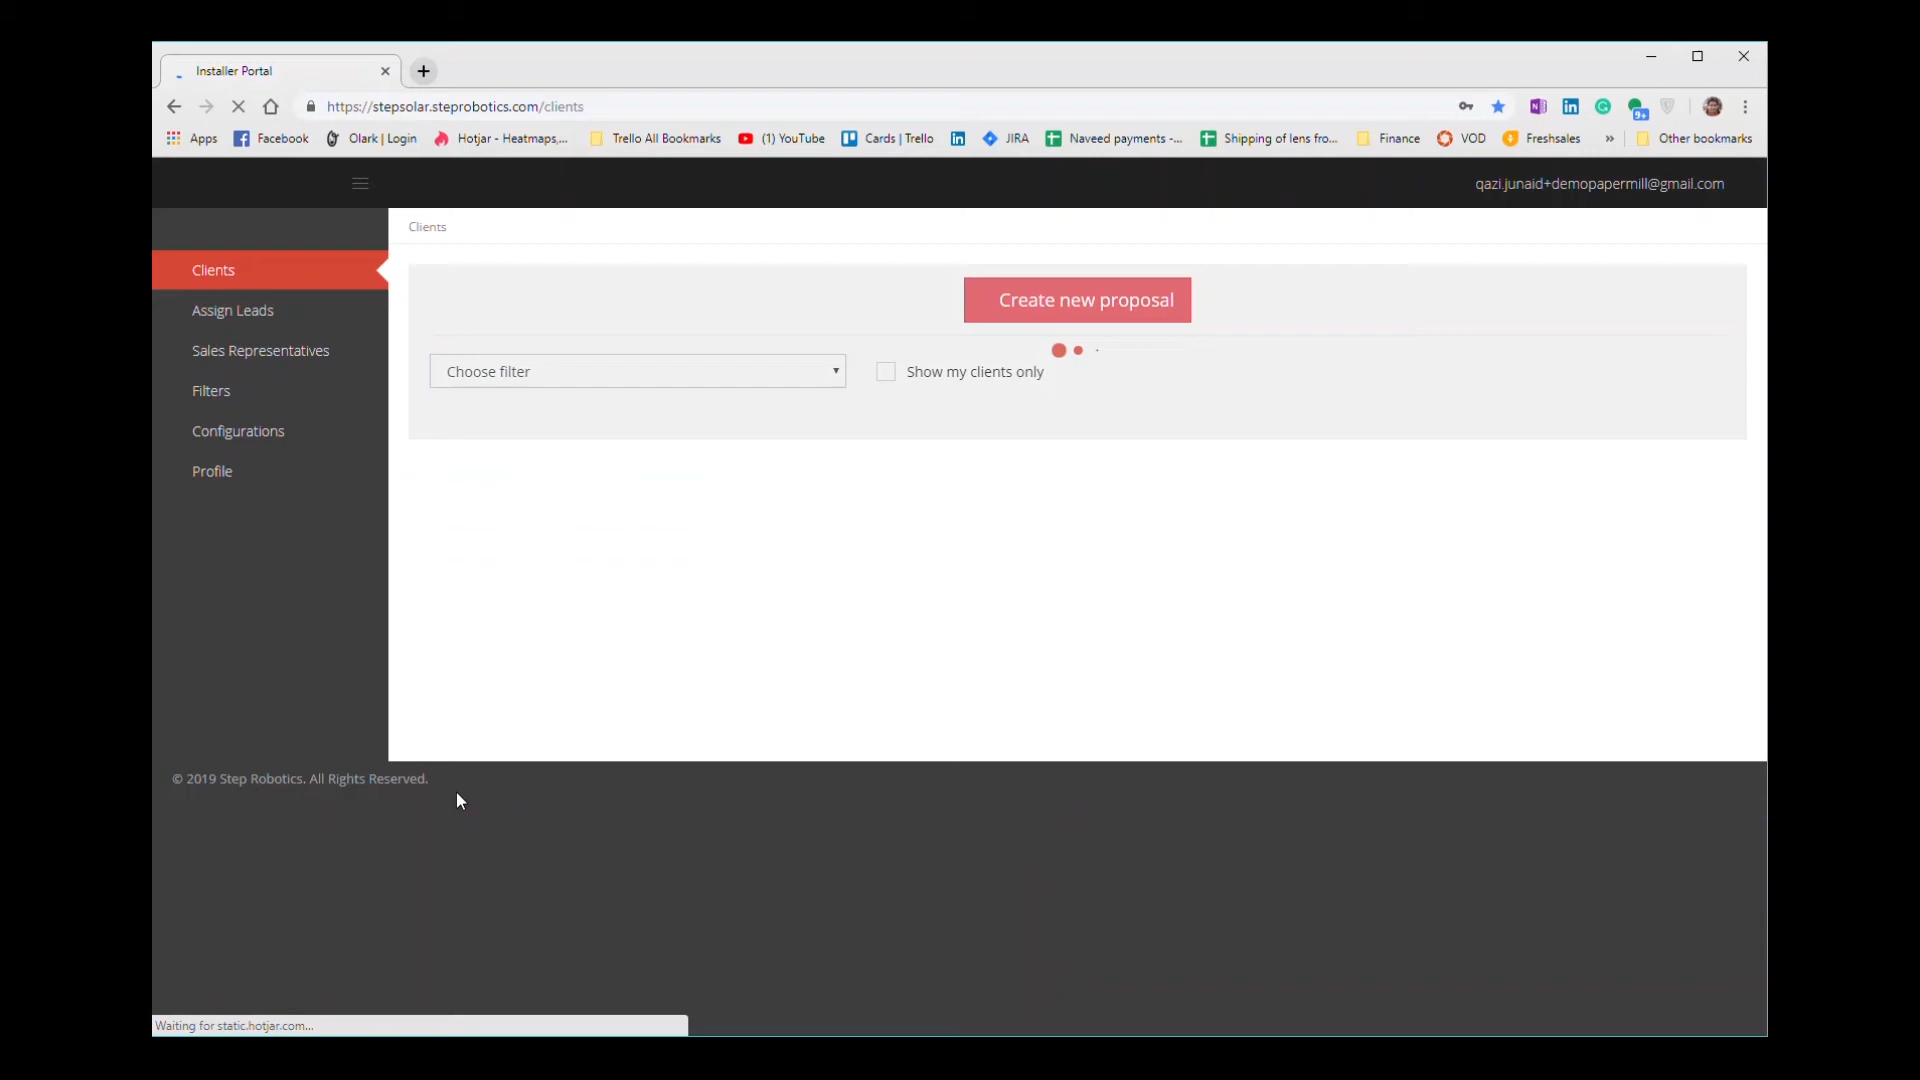 Installer Portal
https://stepsolar.steprobotics.com/clients
9+
Apps Facebook Olark | Login Hotjar - Heatmaps,... Trello All Bookmarks (1) YouTube Cards | Trello JIRA Naveed payments -... Shipping of lens fro... Finance VOD Freshsales » Other bookmarks
qazi.junaid+demopapermill@gmail.com
Clients
Clients
Create new proposal
Assign Leads
Sales Representatives
Choose filter
Show my clients only
Filters
Configurations
Profile
© 2019 Step Robotics. All Rights Reserved.
Waiting for static.hotjar.com...